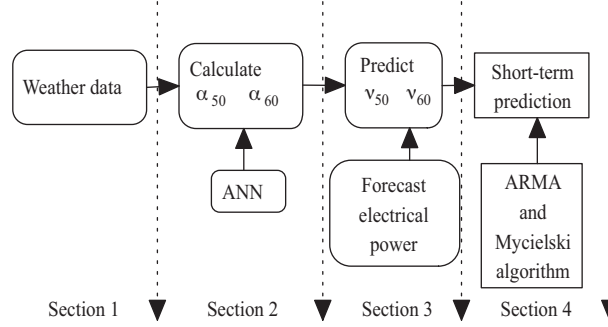 Weather data
Calculate
α50 α60
ANN
Predict
ν50 ν60
Forecast
electrical
power
Short-term
prediction
ARMA
and
Mycielski
algorithm
Section 1
Section 2
Section 3
Section 4